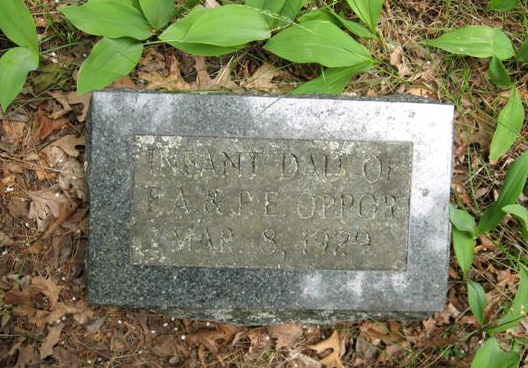 INFANT DAU. OF
F. A. & P. E. OPPOR
MAR. 8, 1929